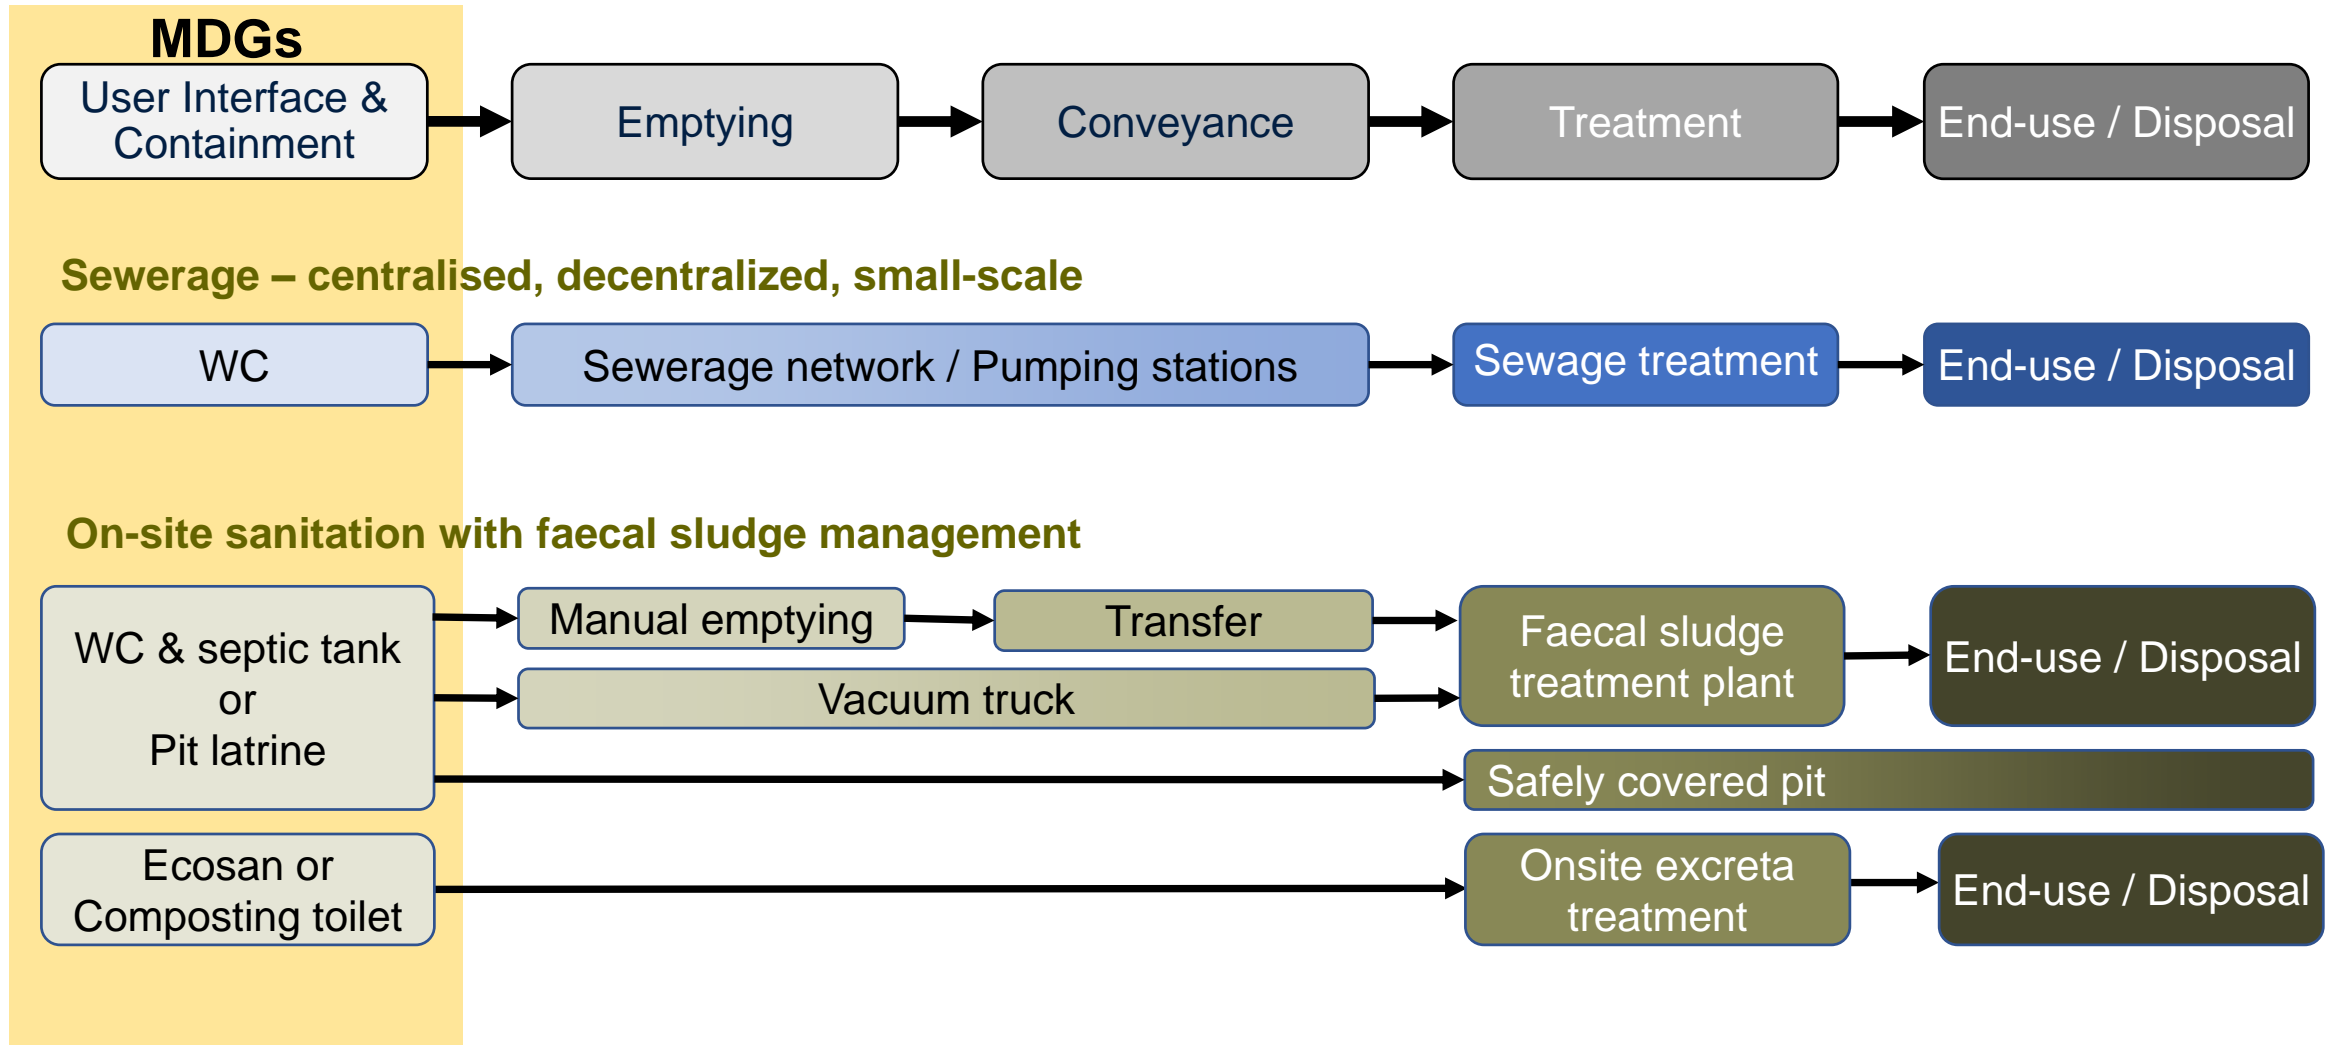 MDGs
User Interface &
Containment
Emptying
Conveyance
Treatment
End-use / Disposal
Sewerage – centralised, decentralized, small-scale
WC
Sewerage network / Pumping stations
Sewage treatment
End-use / Disposal
On-site sanitation with faecal sludge management
WC & septic tank
or
Pit latrine
Manual emptying
Transfer
Vacuum truck
Faecal sludge
treatment plant
End-use / Disposal
Safely covered pit
Ecosan or
Composting toilet
Onsite excreta
treatment
End-use / Disposal